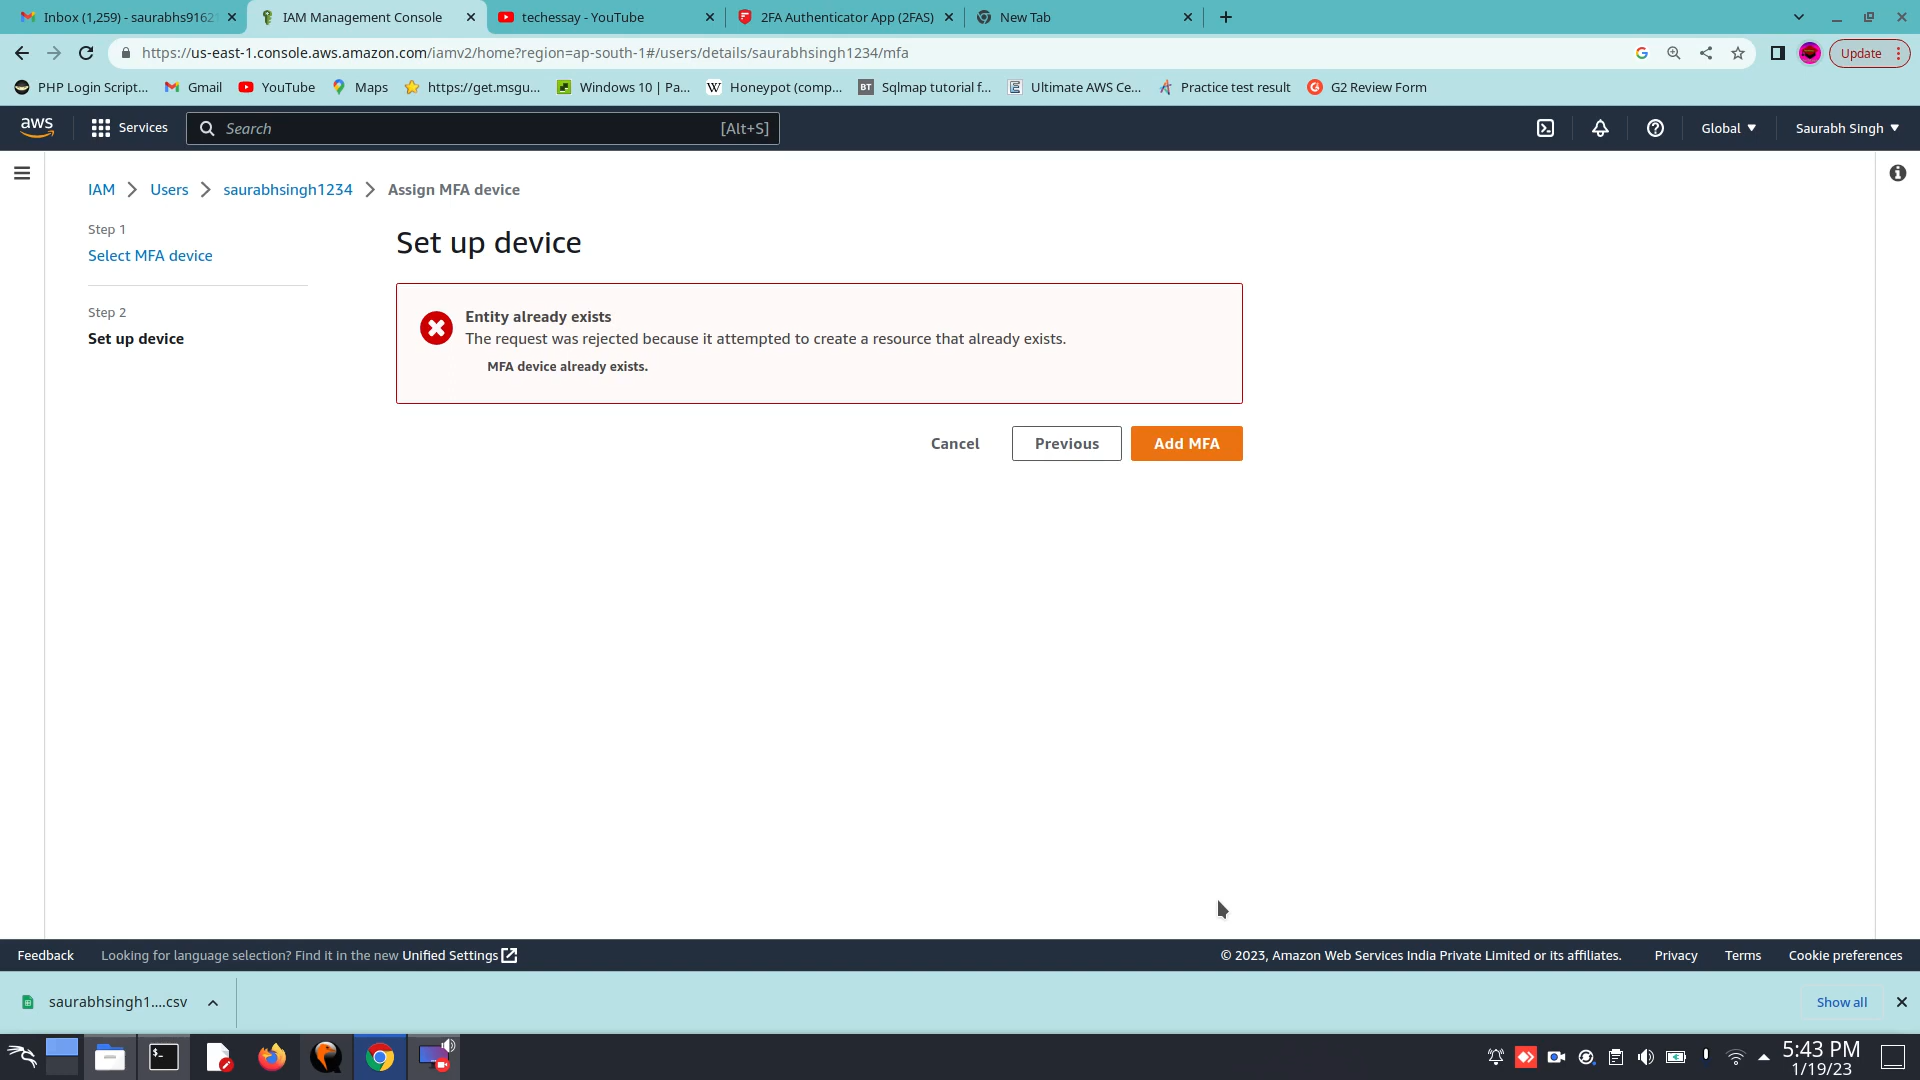 Inbox (1,259) - saurabhs9162
IAM Management Console
techessay - YouTube
2FA Authenticator App (2FAS)
New Tab
https://us-east-1.console.aws.amazon.com/iamv2/home?region=ap-south-1#/users/details/saurabhsingh1234/mfa
Update
PHP Login Script...
Gmail
YouTube
Maps
https://get.msgu...
Windows 10 | Pa...
W
Honeypot (comp...
BT
Sqlmap tutorial f...
E
Ultimate AWS Ce...
Practice test result
G2 Review Form
aws
Services
Search
[Alt+S]
Global
Saurabh Singh
IAM
Users
saurabhsingh1234
Assign MFA device
Step 1
Select MFA device
Step 2
Set up device
Set up device
Entity already exists
The request was rejected because it attempted to create a resource that already exists.
MFA device already exists.
Cancel
Previous
Add MFA
Feedback
Looking for language selection? Find it in the new Unified Settings
© 2023, Amazon Web Services India Private Limited or its affiliates.
Privacy
Terms
Cookie preferences
saurabhsingh1....csv
Show all
5:43 PM
1/19/23